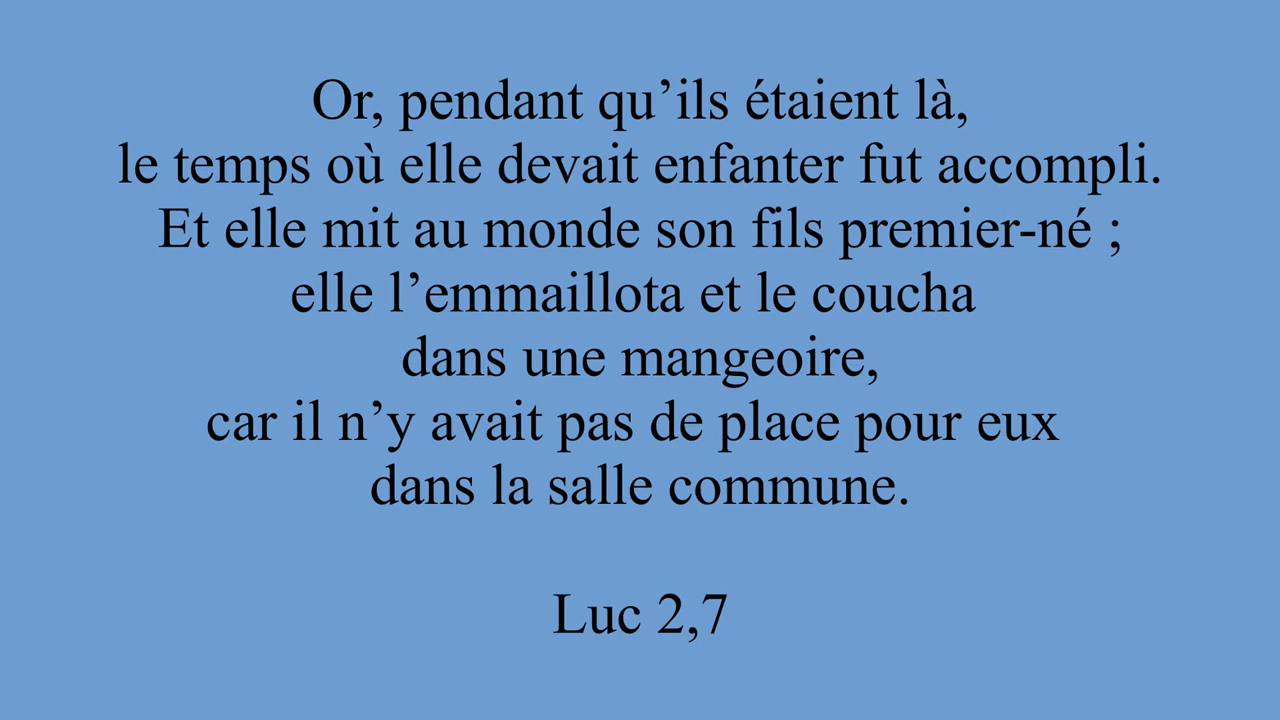 Or, pendant qu’ils étaient là,
le temps où elle devait enfanter fut accompli.
Et elle mit au monde son fils premier-né ;
elle l’emmaillota et le coucha
dans une mangeoire,
car il n’y avait pas de place pour eux
dans la salle commune.
Luc 2,7